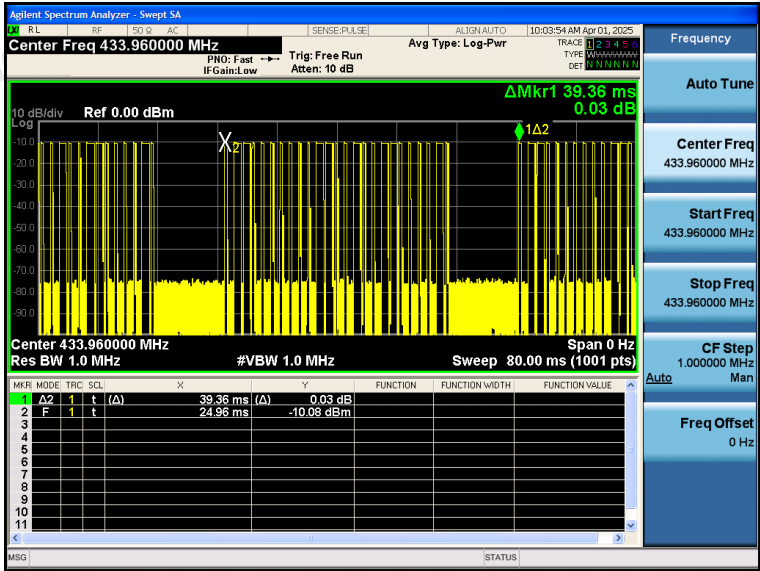 Agilent Spectrum Analyzer - Swept SA
LXI RL RF 50 Ω AC SENSE:PULSE ALIGN AUTO 10:03:54 AM Apr 01, 2025
Center Freq 433.960000 MHz
PNO: Fast
IFGain:Low
Trig: Free Run
Atten: 10 dB
Avg Type: Log-Pwr
TRACE 1 2 3 4 5 6
TYPE
DET N N N N N N
ΔMkr1 39.36 ms
0.03 dB
10 dB/div Ref 0.00 dBm
Log
1Δ2
X2
-10.0
-20.0
-30.0
-40.0
-50.0
-60.0
-70.0
-80.0
-90.0
Center 433.960000 MHz Span 0 Hz
Res BW 1.0 MHz #VBW 1.0 MHz Sweep 80.00 ms (1001 pts)
MKR MODE TRC SCL X Y FUNCTION FUNCTION WIDTH FUNCTION VALUE
1 Δ2 1 t (Δ) 39.36 ms (Δ) 0.03 dB
2 F 1 t 24.96 ms -10.08 dBm
3
4
5
6
7
8
9
10
11
MSG STATUS
Frequency
Auto Tune
Center Freq
433.960000 MHz
Start Freq
433.960000 MHz
Stop Freq
433.960000 MHz
CF Step
1.000000 MHz
Auto Man
Freq Offset
0 Hz